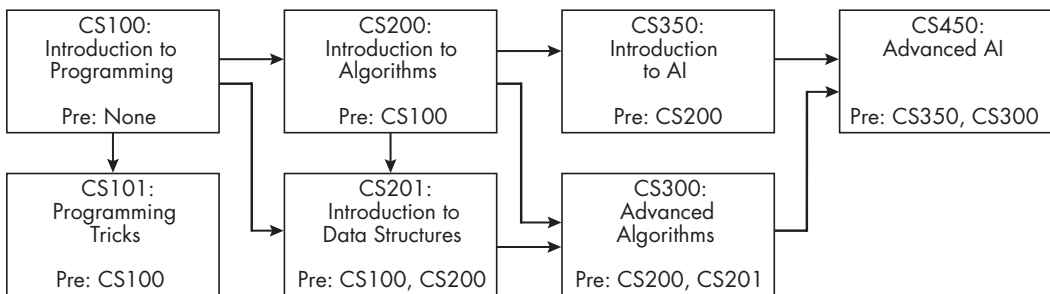 CS100:
Introduction to
Programming
Pre: None
CS200:
Introduction to
Algorithms
Pre: CS100
CS350:
Introduction
to AI
Pre: CS200
CS450:
Advanced AI
Pre: CS350, CS300
CS101:
Programming
Tricks
Pre: CS100
CS201:
Introduction to
Data Structures
Pre: CS100, CS200
CS300:
Advanced
Algorithms
Pre: CS200, CS201